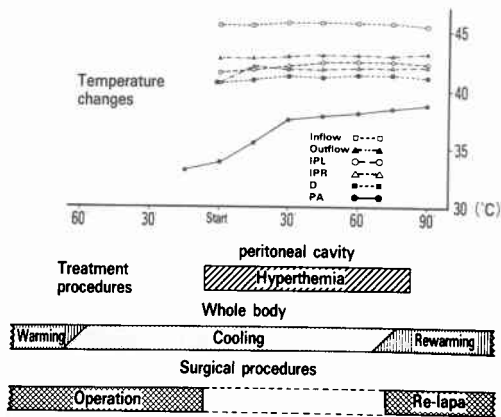 45
Temperature
changes
40
Inflow
Outflow
IPL
IPR
D
PA
35
30 (°C)
60 30 Start 30 60 90
peritoneal cavity
Treatment
procedures
Hyperthemia
Whole body
Warming Cooling Rewarming
Surgical procedures
Operation Re-lapa